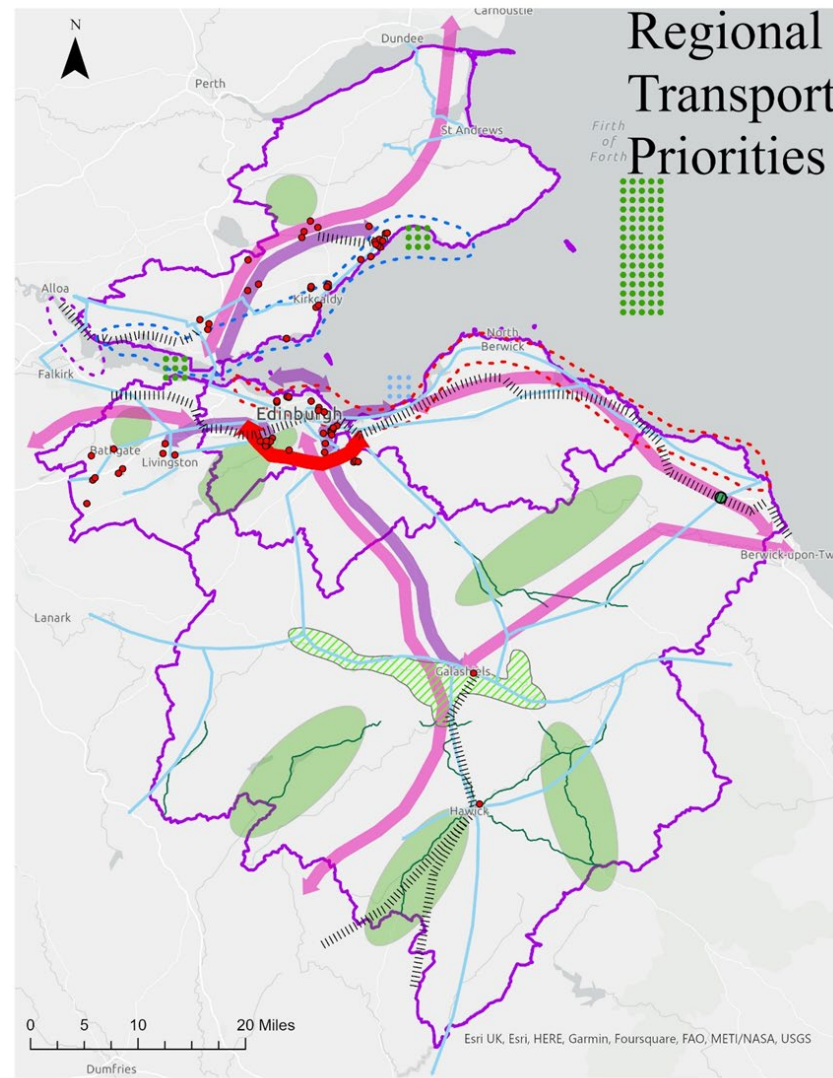 Regional
Transport
Priorities
N
Carnoustie
Dundee
Perth
St Andrews
Firth
of
Forth
Alloa
Kirkcaldy
North
Berwick
Falkirk
Edinburgh
Bathgate
Livingston
Berwick-upon-Tw
Lanark
Galashiels
Hawick
0 5 10 20 Miles
Esri UK, Esri, HERE, Garmin, Foursquare, FAO, METI/NASA, USGS
Dumfries